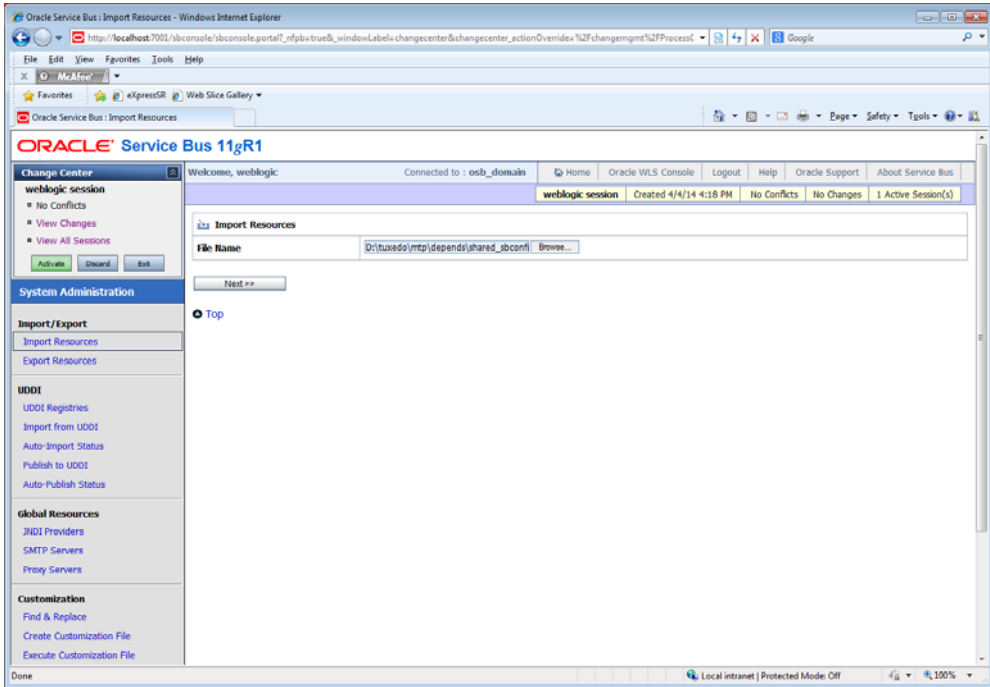 Oracle Service Bus : Import Resources - Windows Internet Explorer
http://localhost:7001/sbconsole/sbconsole.portal?_nfpb=true&_windowLabel=changecenter&changecenter_actionOverride=%2Fchangemgmt%2FProcessC
Google
File Edit View Favorites Tools Help
X McAfee
Favorites eXpressSR Web Slice Gallery
Oracle Service Bus : Import Resources
Page Safety Tools
ORACLE Service Bus 11gR1
Change Center
weblogic session
No Conflicts
View Changes
View All Sessions
Activate Discard Exit
Welcome, weblogic Connected to : osb_domain Home Oracle WLS Console Logout Help Oracle Support About Service Bus
weblogic session Created 4/4/14 4:18 PM No Conflicts No Changes 1 Active Session(s)
Import Resources
File Name D:\tuxedo\mtp\depends\shared_sbconfi Browse...
Next >>
Top
System Administration
Import/Export
Import Resources
Export Resources
UDDI
UDDI Registries
Import from UDDI
Auto-Import Status
Publish to UDDI
Auto-Publish Status
Global Resources
JNDI Providers
SMTP Servers
Proxy Servers
Customization
Find & Replace
Create Customization File
Execute Customization File
Done Local intranet | Protected Mode: Off 100%